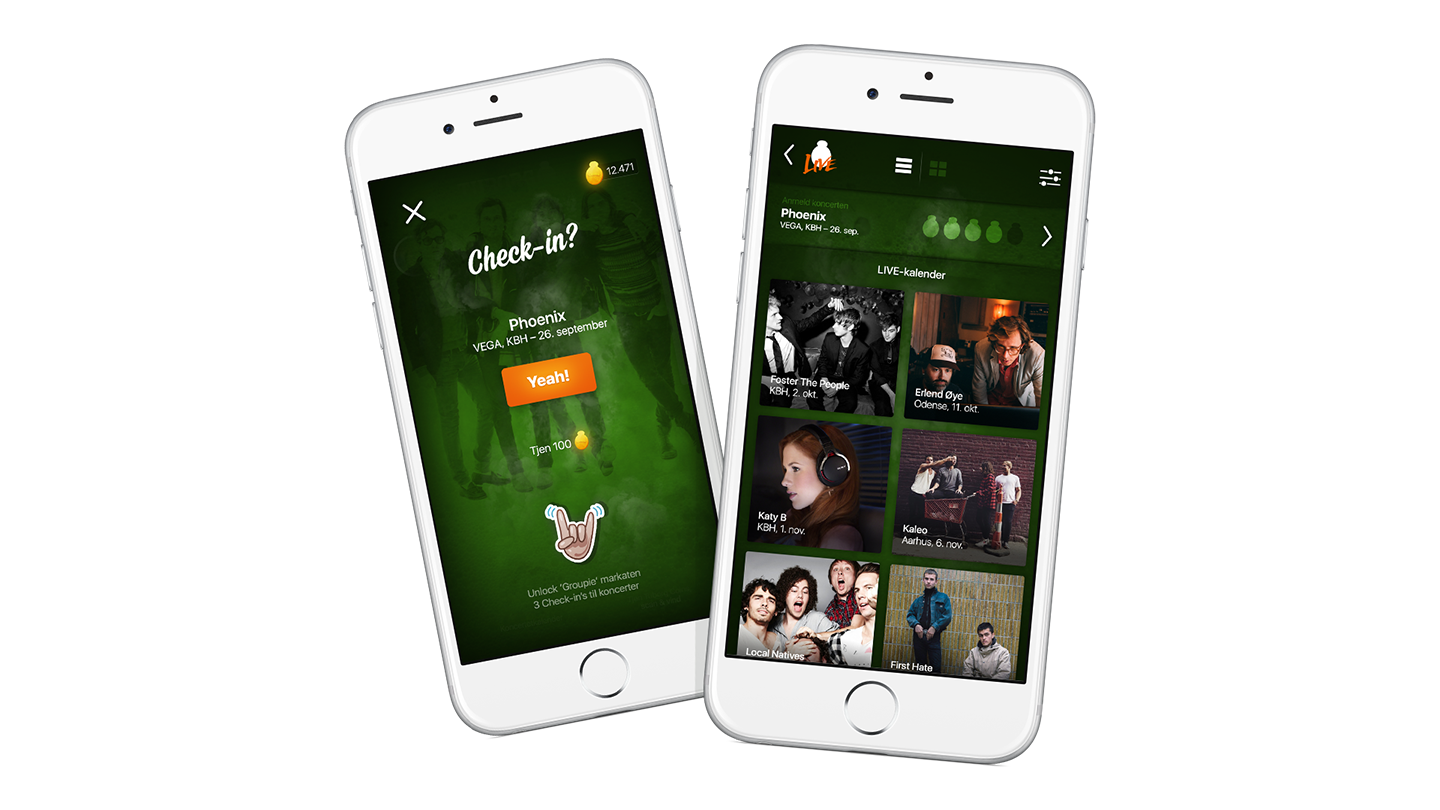 12.471
Check-in?
Phoenix
VEGA, KBH – 26. september
Yeah!
Tjen 100
Unlock 'Groupie' markaten
3 Check-in's til koncerter
LIVE
Anmeld koncerten
Phoenix
VEGA, KBH – 26. sep.
LIVE-kalender
Foster The People
KBH, 2. okt.
Erlend Øye
Odense, 11. okt.
Katy B
KBH, 1. nov.
Kaleo
Aarhus, 6. nov.
Local Natives
First Hate